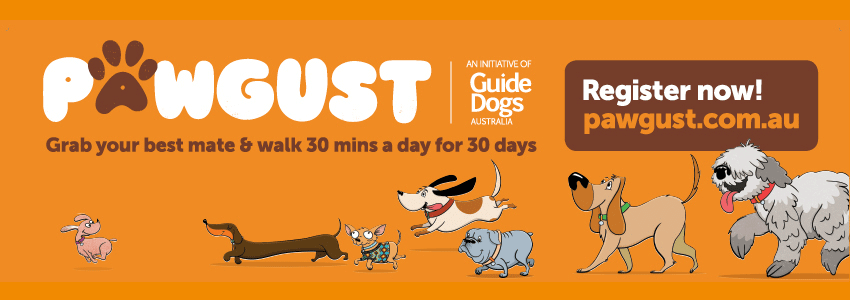 PAWGUST
AN INITIATIVE OF
Guide
Dogs
AUSTRALIA
Grab your best mate & walk 30 mins a day for 30 days
Register now!
pawgust.com.au